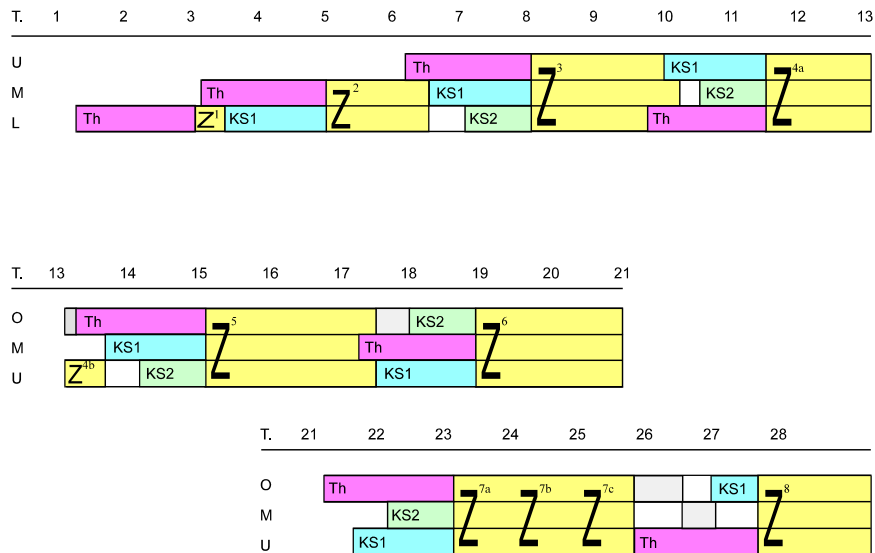 T. 1 2 3 4 5 6 7 8 9 10 11 12 13
U Th Z3 KS1 Z4a
M Th Z2 KS1 KS2
L Th Z1 KS1 KS2 Th
T. 13 14 15 16 17 18 19 20 21
O Th Z5 KS2 Z6
M KS1 Th
U Z4b KS2 KS1
T. 21 22 23 24 25 26 27 28
O Th Z7a Z7b Z7c KS1 Z8
M KS2
U KS1 Th